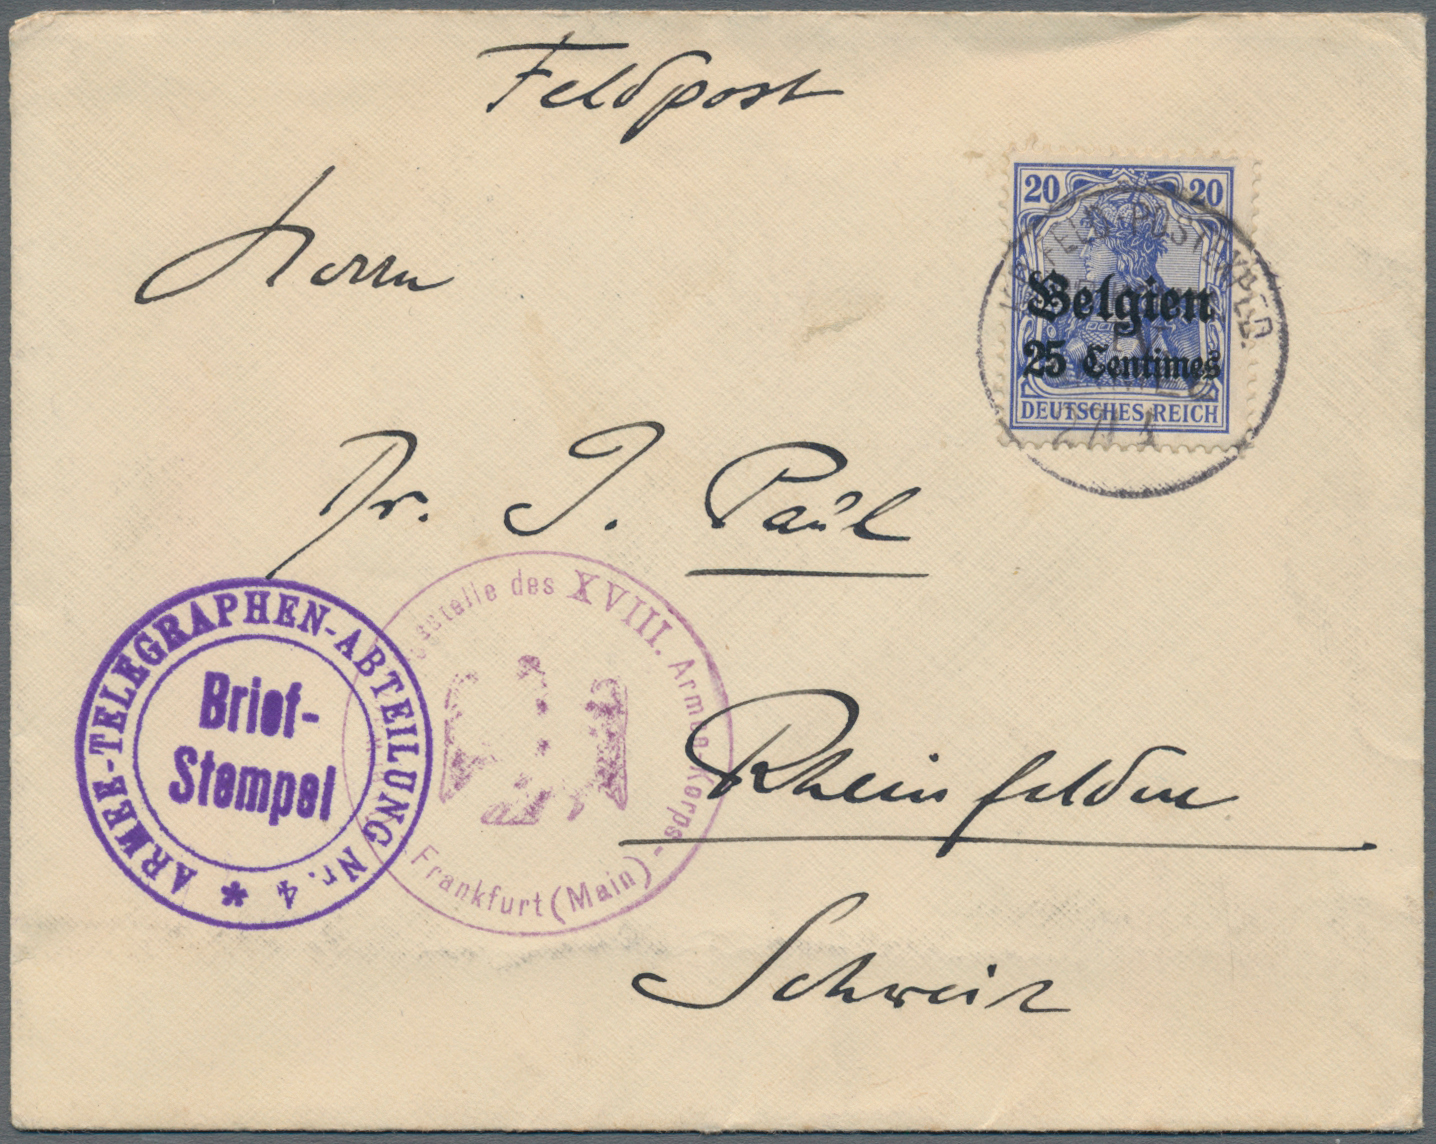 Feldpost
Herrn
20 20
Belgien
25 Centimes
DEUTSCHES REICH
Dr. J. Paul
des XVIII. Armee-Korps-
Frankfurt (Main)
ARMEE-TELEGRAPHEN-ABTEILUNG Nr. 4 *
Brief-
Stempel
Rheinfelden
Schweiz